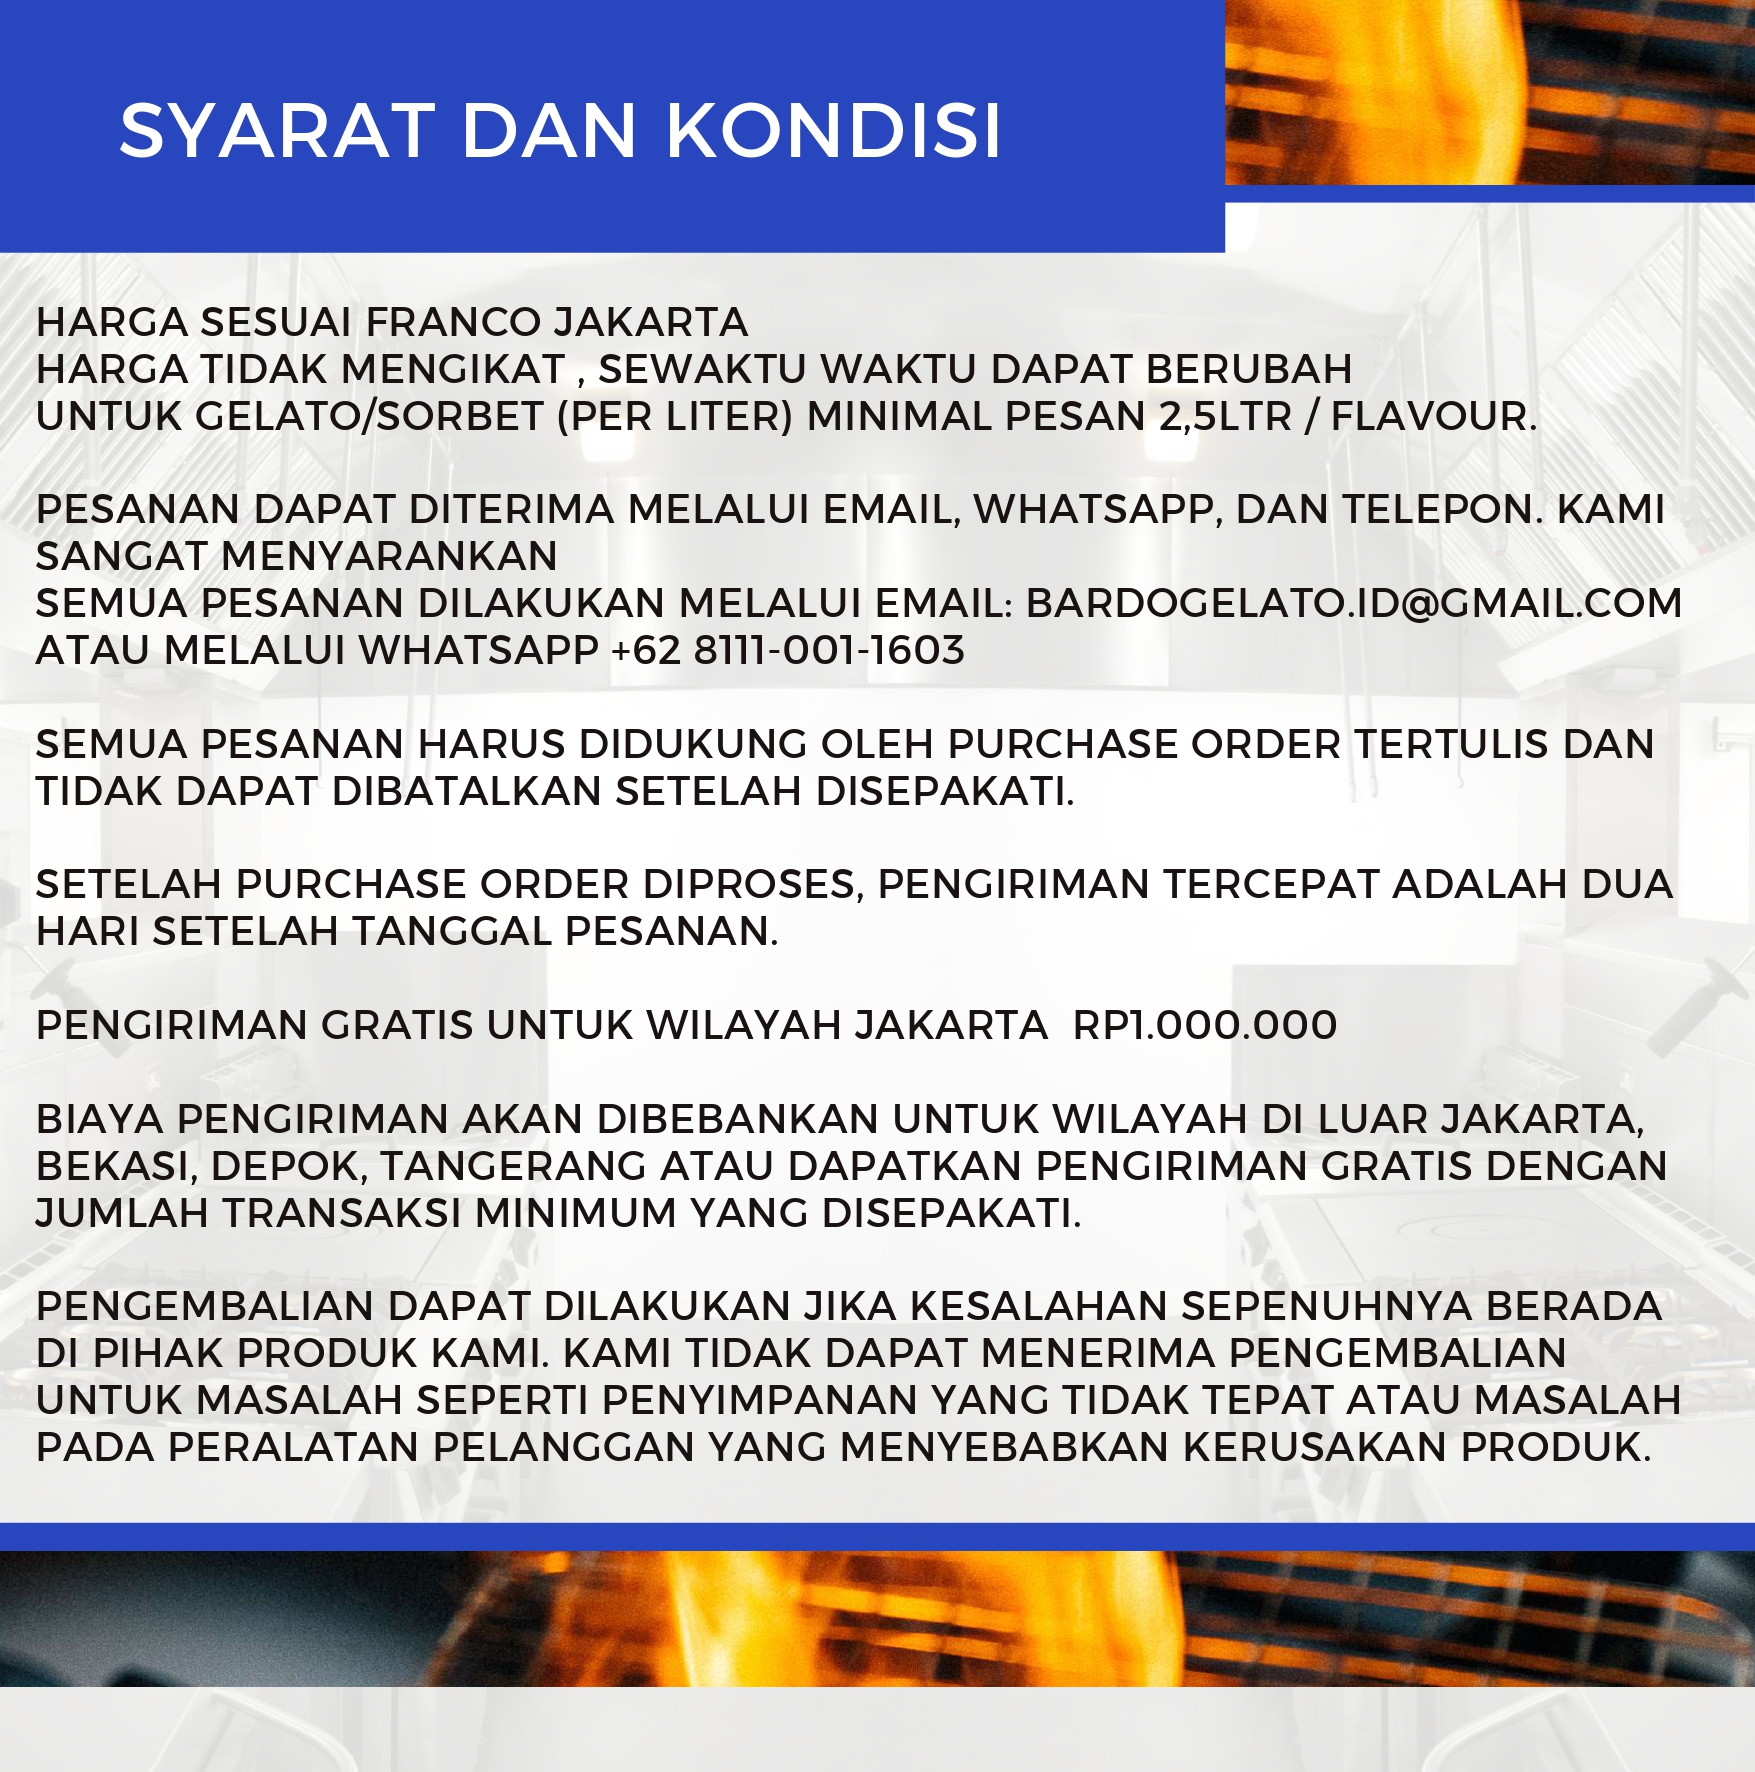 SYARAT DAN KONDISI
HARGA SESUAI FRANCO JAKARTA
HARGA TIDAK MENGIKAT , SEWAKTU WAKTU DAPAT BERUBAH
UNTUK GELATO/SORBET (PER LITER) MINIMAL PESAN 2,5LTR / FLAVOUR.
PESANAN DAPAT DITERIMA MELALUI EMAIL, WHATSAPP, DAN TELEPON. KAMI
SANGAT MENYARANKAN
SEMUA PESANAN DILAKUKAN MELALUI EMAIL: BARDOGELATO.ID@GMAIL.COM
ATAU MELALUI WHATSAPP +62 8111-001-1603
SEMUA PESANAN HARUS DIDUKUNG OLEH PURCHASE ORDER TERTULIS DAN
TIDAK DAPAT DIBATALKAN SETELAH DISEPAKATI.
SETELAH PURCHASE ORDER DIPROSES, PENGIRIMAN TERCEPAT ADALAH DUA
HARI SETELAH TANGGAL PESANAN.
PENGIRIMAN GRATIS UNTUK WILAYAH JAKARTA  RP1.000.000
BIAYA PENGIRIMAN AKAN DIBEBANKAN UNTUK WILAYAH DI LUAR JAKARTA,
BEKASI, DEPOK, TANGERANG ATAU DAPATKAN PENGIRIMAN GRATIS DENGAN
JUMLAH TRANSAKSI MINIMUM YANG DISEPAKATI.
PENGEMBALIAN DAPAT DILAKUKAN JIKA KESALAHAN SEPENUHNYA BERADA
DI PIHAK PRODUK KAMI. KAMI TIDAK DAPAT MENERIMA PENGEMBALIAN
UNTUK MASALAH SEPERTI PENYIMPANAN YANG TIDAK TEPAT ATAU MASALAH
PADA PERALATAN PELANGGAN YANG MENYEBABKAN KERUSAKAN PRODUK.